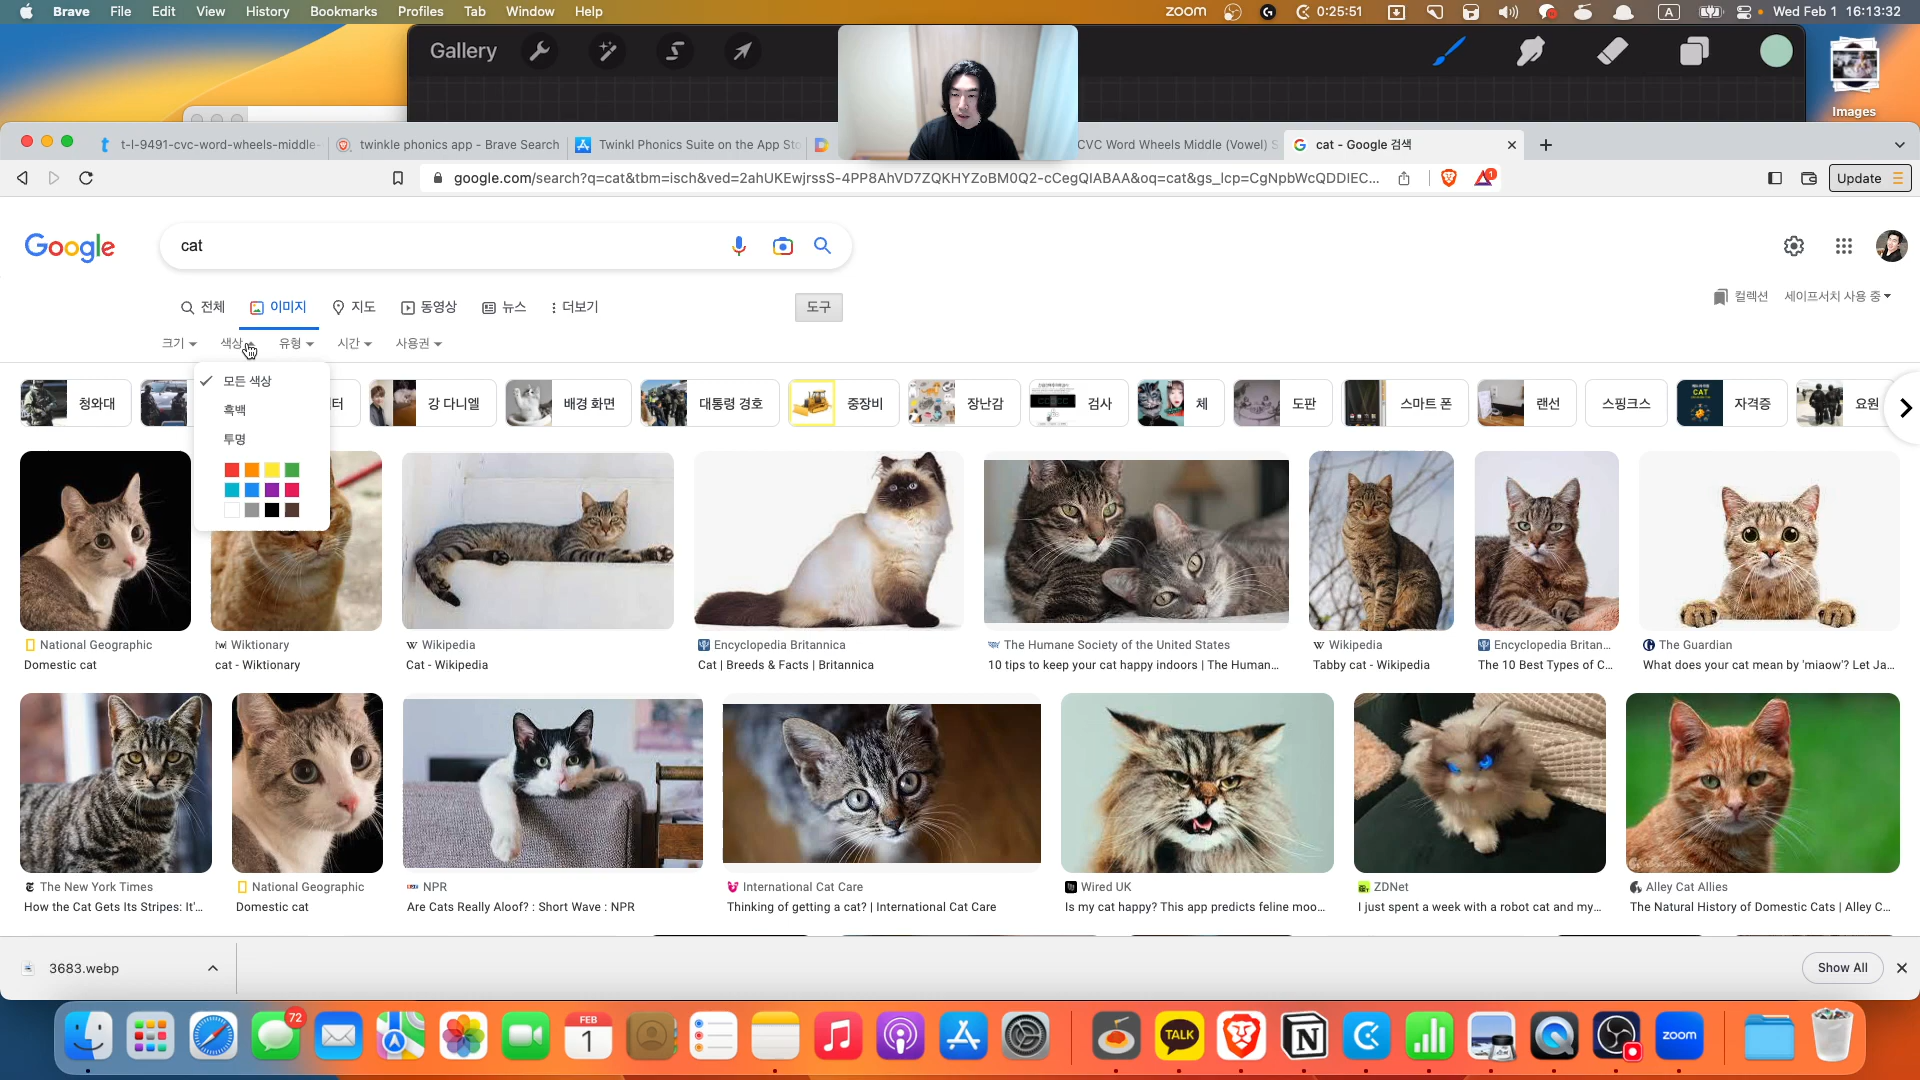 Brave File Edit View History Bookmarks Profiles Tab Window Help
zoom 0:25:51 A Wed Feb 1 16:13:32
Gallery
Images
t-l-9491-cvc-word-wheels-middle-
twinkle phonics app - Brave Search
Twinkl Phonics Suite on the App Sto
CVC Word Wheels Middle (Vowel) S
cat - Google 검색
google.com/search?q=cat&tbm=isch&ved=2ahUKEwjrssS-4PP8AhVD7ZQKHYZoBM0Q2-cCegQIABAA&oq=cat&gs_lcp=CgNpbWcQDDIEC...
1
Update
Google
cat
전체 이미지 지도 동영상 뉴스 더보기
도구
컬렉션 세이프서치 사용 중
크기 색상 유형 시간 사용권
모든 색상
흑백
투명
청와대 터 강 다니엘 배경 화면 대통령 경호 중장비 장난감 검사 체 도판 스마트 폰 랜선 스핑크스 자격증 요원
CAT
National Geographic
Domestic cat
Wiktionary
cat - Wiktionary
Wikipedia
Cat - Wikipedia
Encyclopedia Britannica
Cat | Breeds & Facts | Britannica
The Humane Society of the United States
10 tips to keep your cat happy indoors | The Human...
Wikipedia
Tabby cat - Wikipedia
Encyclopedia Britan...
The 10 Best Types of C...
The Guardian
What does your cat mean by 'miaow'? Let Ja...
The New York Times
How the Cat Gets Its Stripes: It'...
National Geographic
Domestic cat
NPR
Are Cats Really Aloof? : Short Wave : NPR
International Cat Care
Thinking of getting a cat? | International Cat Care
Wired UK
Is my cat happy? This app predicts feline moo...
ZDNet
I just spent a week with a robot cat and my...
Alley Cat Allies
The Natural History of Domestic Cats | Alley C...
3683.webp
Show All
72
FEB
1
TALK
zoom